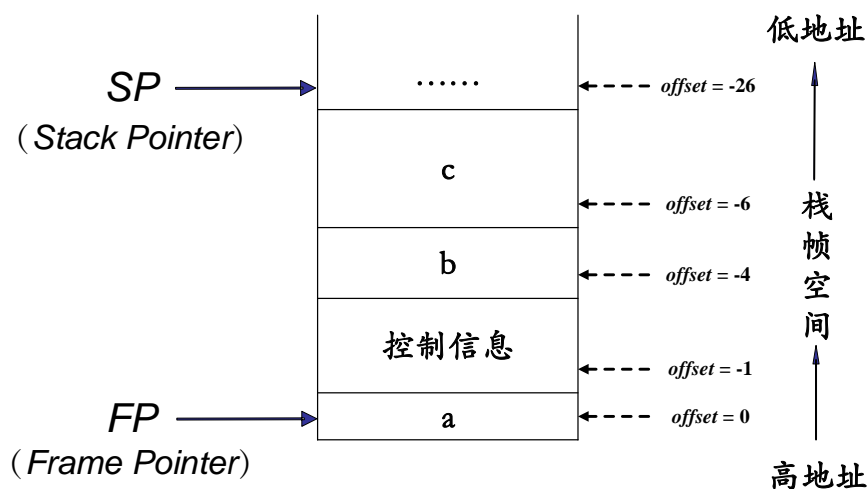 低地址
SP
(Stack Pointer)
……
offset = -26
c
offset = -6
b
offset = -4
控制信息
offset = -1
栈帧空间
FP
(Frame Pointer)
a
offset = 0
高地址